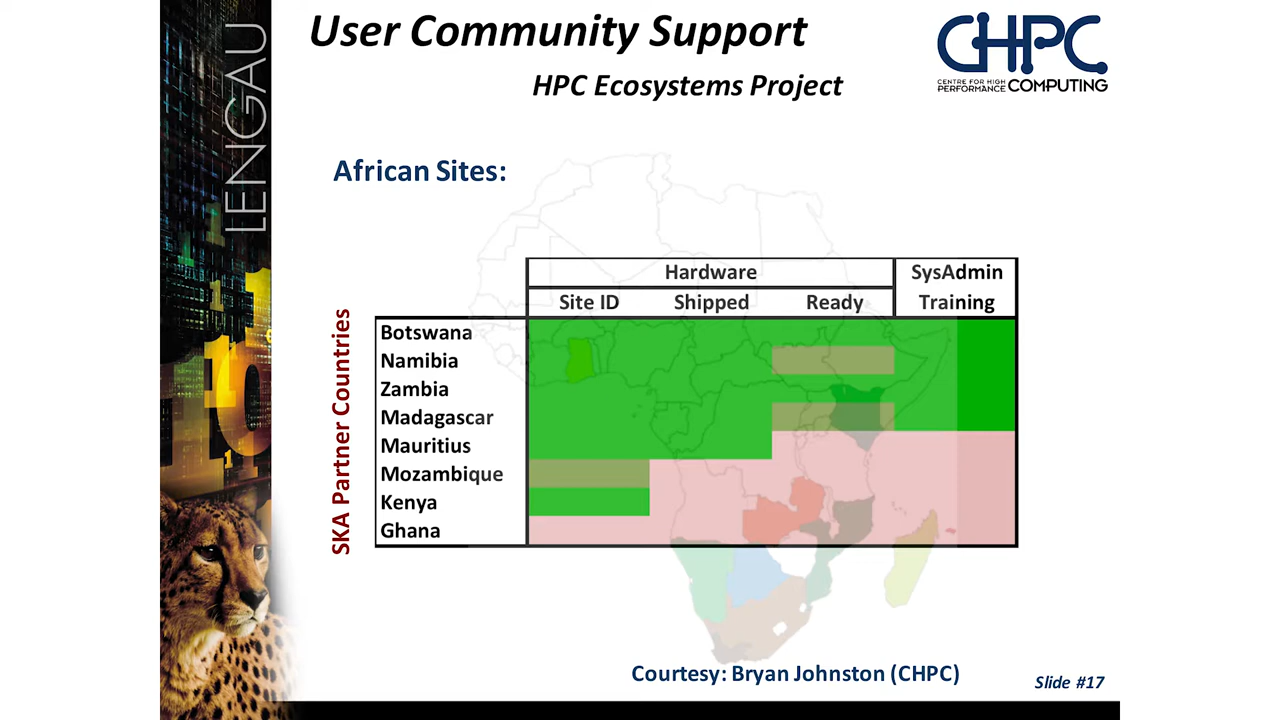 User Community Support
HPC Ecosystems Project
CHPC
CENTRE FOR HIGH
PERFORMANCE COMPUTING
LENGAU
African Sites:
Hardware
SysAdmin
Site ID Shipped Ready Training
SKA Partner Countries
Botswana
Namibia
Zambia
Madagascar
Mauritius
Mozambique
Kenya
Ghana
Courtesy: Bryan Johnston (CHPC)
Slide #17